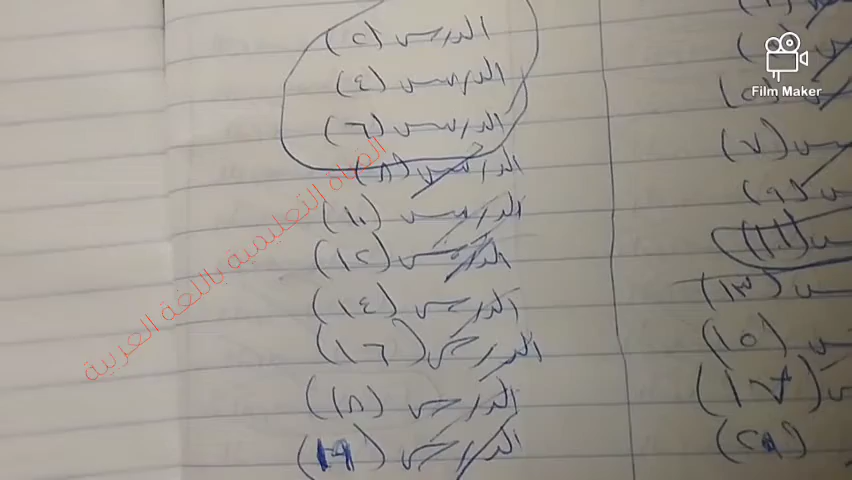 الدرس (٢)
الدرس (٤)
الدرس (٦)
الدرس (٨)
الدرس (١٠)
الدرس (١٢)
الدرس (١٤)
الدرس (١٦)
الدرس (١٨)
الدرس (١٩)
(٧)
(٩)
(١١)
(١٣)
(١٥)
(١٧)
القناة التعليمية باللغة العربية
Film Maker